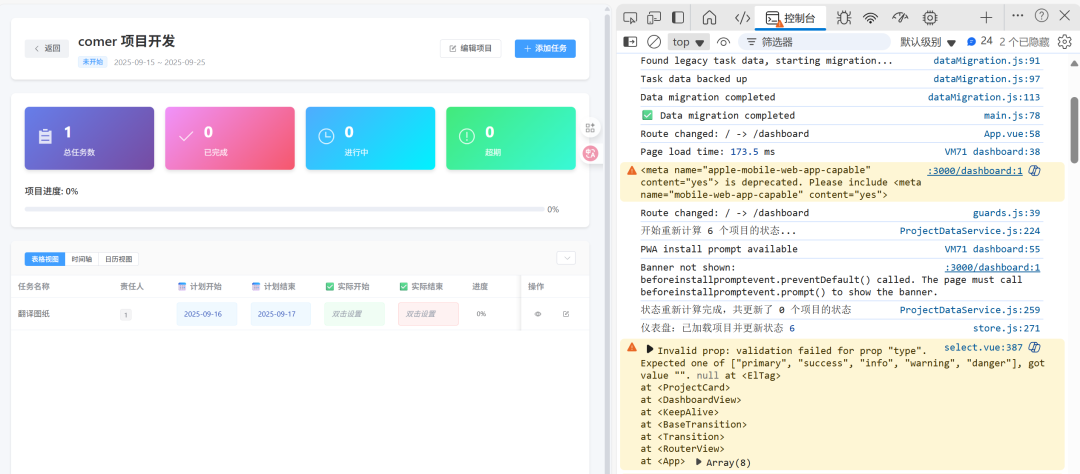 返回
comer 项目开发
未开始 2025-09-15 ~ 2025-09-25
编辑项目
+ 添加任务
1
总任务数
0
已完成
0
进行中
0
超期
项目进度: 0%
0%
表格视图 时间轴 日历视图
任务名称 责任人 计划开始 计划结束 实际开始 实际结束 进度 操作
翻译图纸 1 2025-09-16 2025-09-17 双击设置 双击设置 0%
控制台
top 筛选器 默认级别 24 2 个已隐藏
Found legacy task data, starting migration... dataMigration.js:91
Task data backed up dataMigration.js:97
Data migration completed dataMigration.js:113
Data migration completed main.js:78
Route changed: / -> /dashboard App.vue:58
Page load time: 173.5 ms VM71 dashboard:38
<meta name="apple-mobile-web-app-capable" :3000/dashboard:1
content="yes"> is deprecated. Please include <meta
name="mobile-web-app-capable" content="yes">
Route changed: / -> /dashboard guards.js:39
开始重新计算 6 个项目的状态... ProjectDataService.js:224
PWA install prompt available VM71 dashboard:55
Banner not shown: :3000/dashboard:1
beforeinstallpromptevent.preventDefault() called. The page must call
beforeinstallpromptevent.prompt() to show the banner.
状态重新计算完成，共更新了 0 个项目的状态 ProjectDataService.js:259
仪表盘：已加载项目并更新状态 6 store.js:271
Invalid prop: validation failed for prop "type". select.vue:387
Expected one of ["primary", "success", "info", "warning", "danger"], got
value "". null at <ElTag>
at <ProjectCard>
at <DashboardView>
at <KeepAlive>
at <BaseTransition>
at <Transition>
at <RouterView>
at <App> Array(8)